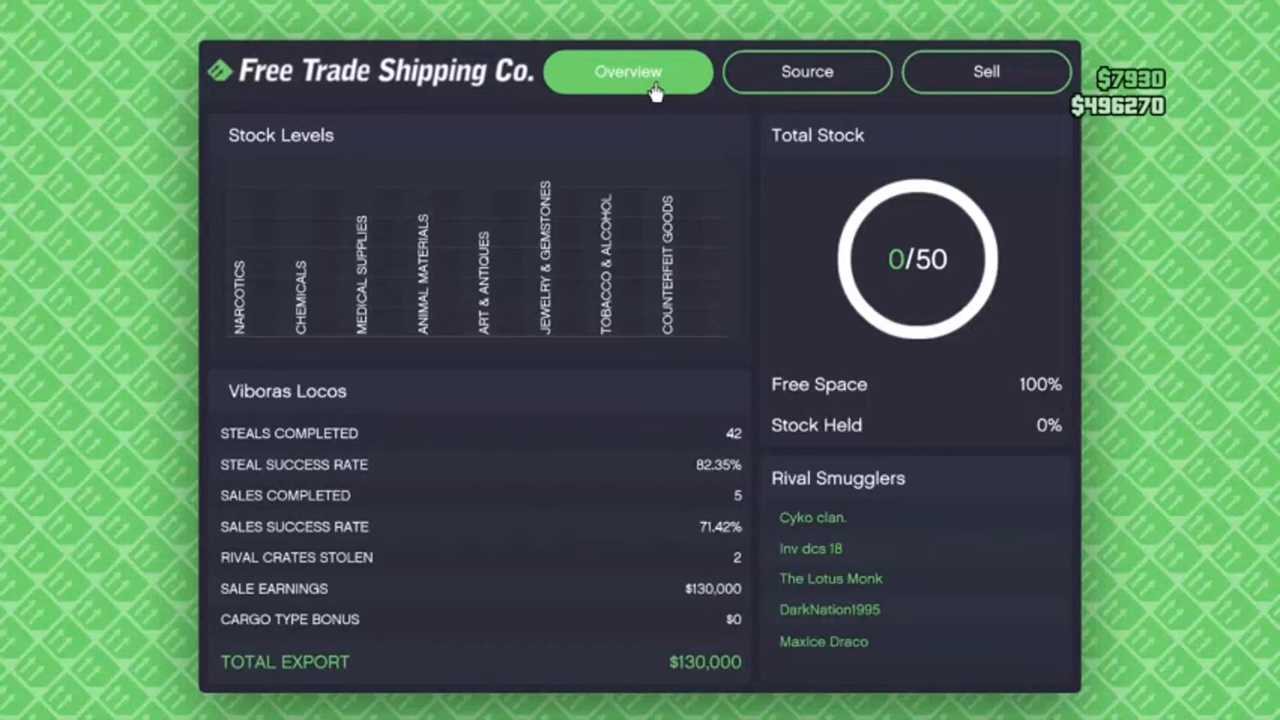 Free Trade Shipping Co.
Overview
Source
Sell
$7930
$496270
Stock Levels
NARCOTICS
CHEMICALS
MEDICAL SUPPLIES
ANIMAL MATERIALS
ART & ANTIQUES
JEWELRY & GEMSTONES
TOBACCO & ALCOHOL
COUNTERFEIT GOODS
Total Stock
0/50
Free Space 100%
Stock Held 0%
Viboras Locos
STEALS COMPLETED 42
STEAL SUCCESS RATE 82.35%
SALES COMPLETED 5
SALES SUCCESS RATE 71.42%
RIVAL CRATES STOLEN 2
SALE EARNINGS $130,000
CARGO TYPE BONUS $0
TOTAL EXPORT $130,000
Rival Smugglers
Cyko clan.
Inv dcs 18
The Lotus Monk
DarkNation1995
MaxIce Draco